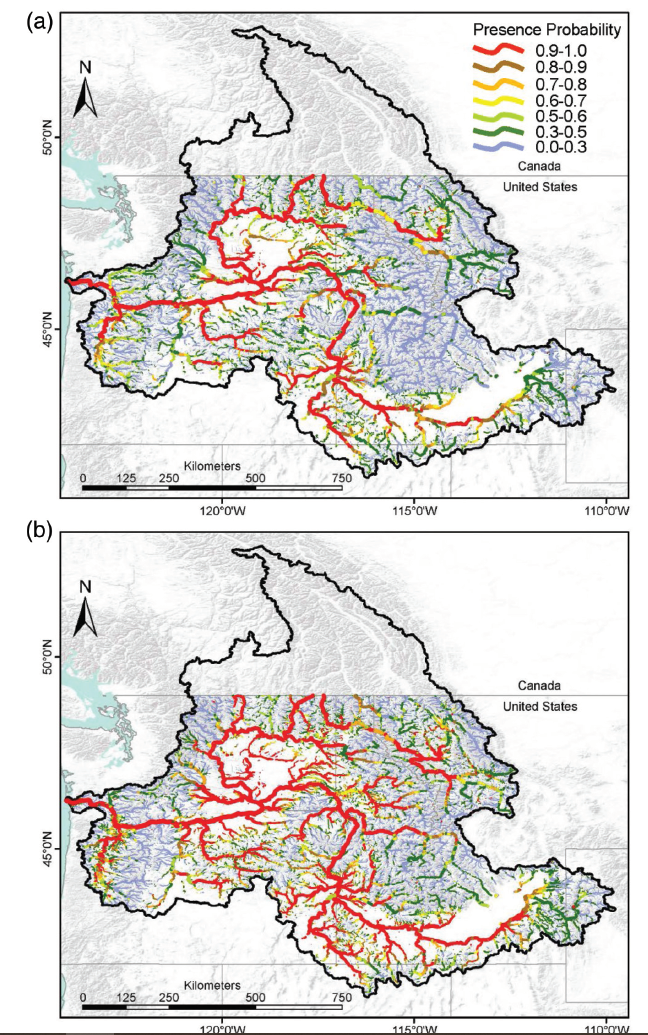 (a)
Presence Probability
N
0.9-1.0
0.8-0.9
0.7-0.8
0.6-0.7
0.5-0.6
0.3-0.5
0.0-0.3
50°0'N
Canada
United States
45°0'N
Kilometers
0 125 250 500 750
120°0'W 115°0'W 110°0'W
(b)
N
50°0'N
Canada
United States
45°0'N
Kilometers
0 125 250 500 750
120°0'W 115°0'W 110°0'W